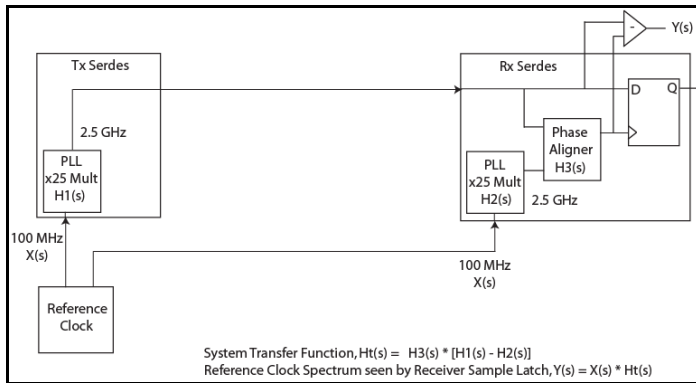 Y(s)
-
Tx Serdes
Rx Serdes
D
Q
2.5 GHz
Phase
Aligner
H3(s)
PLL
x25 Mult
H1(s)
PLL
x25 Mult
H2(s)
2.5 GHz
100 MHz
X(s)
100 MHz
X(s)
Reference
Clock
System Transfer Function, Ht(s) = H3(s) * [H1(s) - H2(s)]
Reference Clock Spectrum seen by Receiver Sample Latch, Y(s) = X(s) * Ht(s)